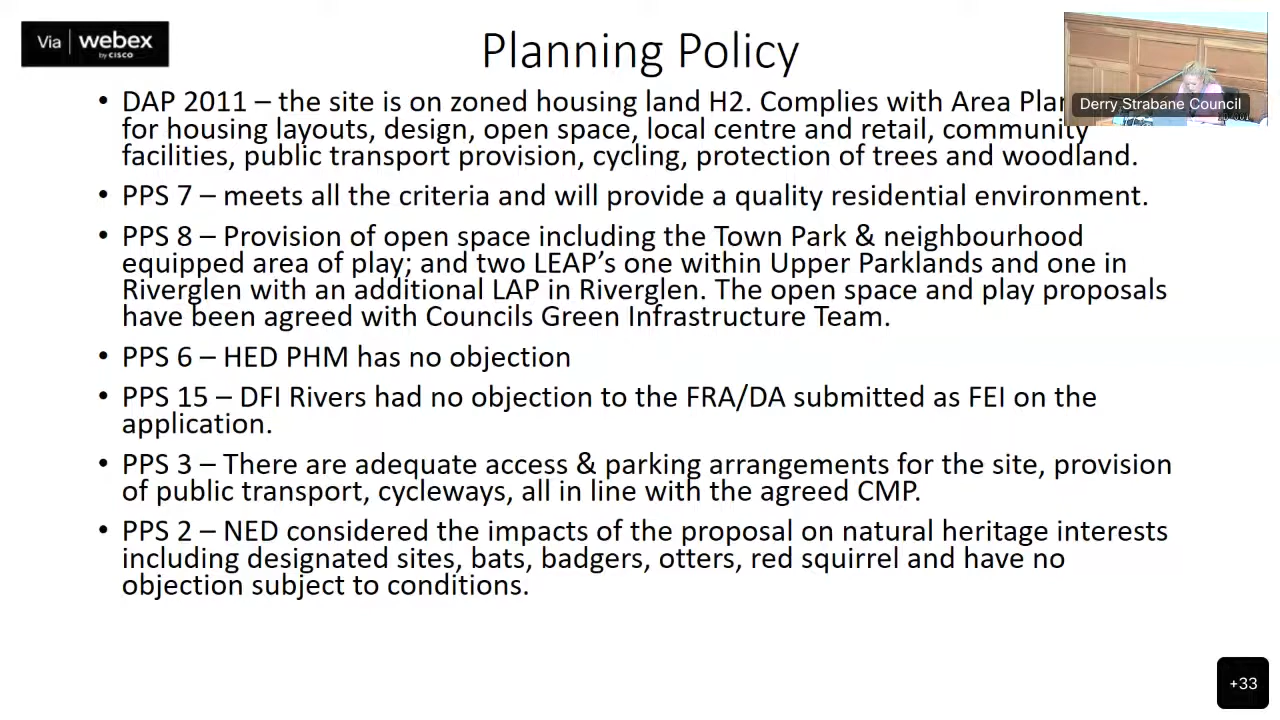 Via webex
by CISCO
Planning Policy
Derry Strabane Council
• DAP 2011 – the site is on zoned housing land H2. Complies with Area Plan
for housing layouts, design, open space, local centre and retail, community
facilities, public transport provision, cycling, protection of trees and woodland.
• PPS 7 – meets all the criteria and will provide a quality residential environment.
• PPS 8 – Provision of open space including the Town Park & neighbourhood
equipped area of play; and two LEAP’s one within Upper Parklands and one in
Riverglen with an additional LAP in Riverglen. The open space and play proposals
have been agreed with Councils Green Infrastructure Team.
• PPS 6 – HED PHM has no objection
• PPS 15 – DFI Rivers had no objection to the FRA/DA submitted as FEI on the
application.
• PPS 3 – There are adequate access & parking arrangements for the site, provision
of public transport, cycleways, all in line with the agreed CMP.
• PPS 2 – NED considered the impacts of the proposal on natural heritage interests
including designated sites, bats, badgers, otters, red squirrel and have no
objection subject to conditions.
+33